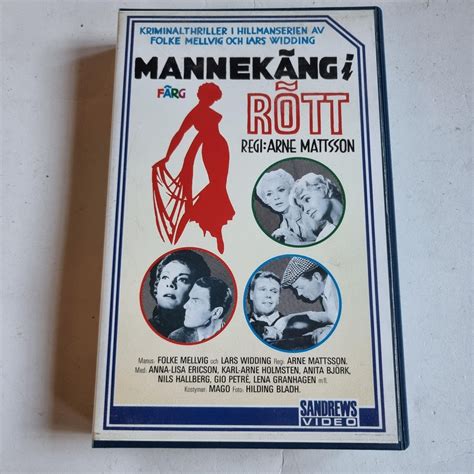 KRIMINALTHRILLER I HILLMANSERIEN AV
FOLKE MELLVIG OCH LARS WIDDING
MANNEKÄNG i
FÄRG
RÖTT
REGI: ARNE MATTSSON
Manus: FOLKE MELLVIG och LARS WIDDING Regi: ARNE MATTSSON.
Med: ANNA-LISA ERICSON, KARL-ARNE HOLMSTEN, ANITA BJÖRK,
NILS HALLBERG, GIO PETRÉ, LENA GRANHAGEN m fl.
Kostymer: MAGO Foto: HILDING BLADH.
SANDREWS
VIDEO